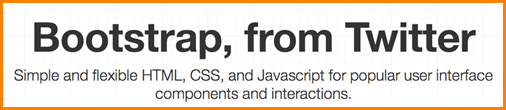 Bootstrap, from Twitter
Simple and flexible HTML, CSS, and Javascript for popular user interface
components and interactions.